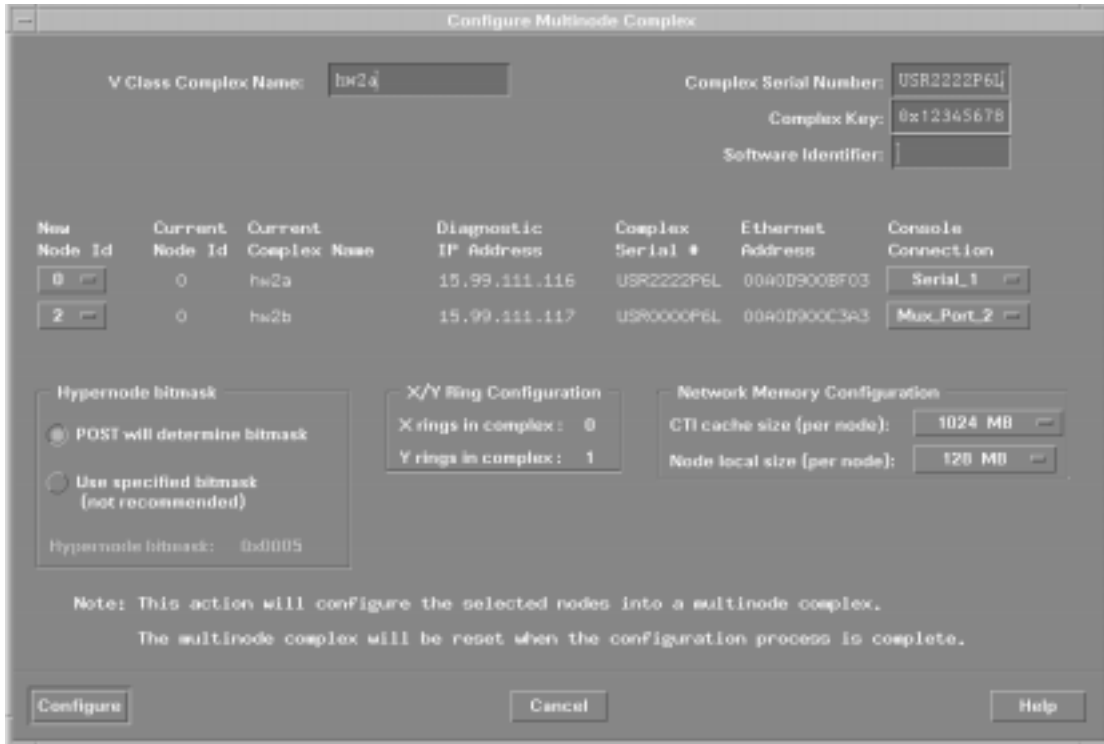 Configure Multinode Complex
V Class Complex Name: hw2a
Complex Serial Number: USR2222P6L
Complex Key: 0x12345678
Software Identifier:
New Node Id Current Node Id Current Complex Name Diagnostic IP Address Complex Serial # Ethernet Address Console Connection
0 0 hw2a 15.99.111.116 USR2222P6L 00A0D900BF03 Serial_1
2 0 hw2b 15.99.111.117 USR0000P6L 00A0D900C3A3 Mux_Port_2
Hypernode bitmask
POST will determine bitmask
Use specified bitmask
(not recommended)
Hypernode bitmask: 0x0005
X/Y Ring Configuration
X rings in complex: 0
Y rings in complex: 1
Network Memory Configuration
CTI cache size (per node): 1024 MB
Node local size (per node): 128 MB
Note: This action will configure the selected nodes into a multinode complex.
The multinode complex will be reset when the configuration process is complete.
Configure Cancel Help